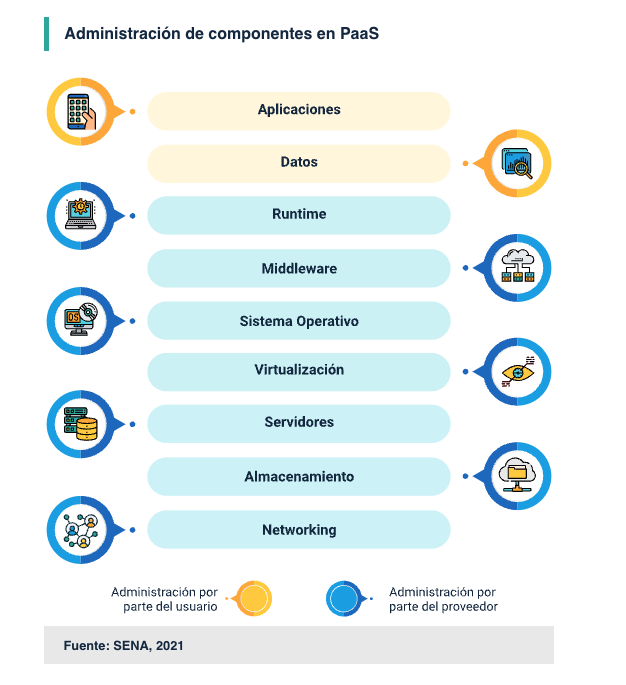 Administración de componentes en PaaS
Aplicaciones
Datos
Runtime
Middleware
Sistema Operativo
OS
Virtualización
Servidores
Almacenamiento
Networking
Administración por
parte del usuario
Administración por
parte del proveedor
Fuente: SENA, 2021